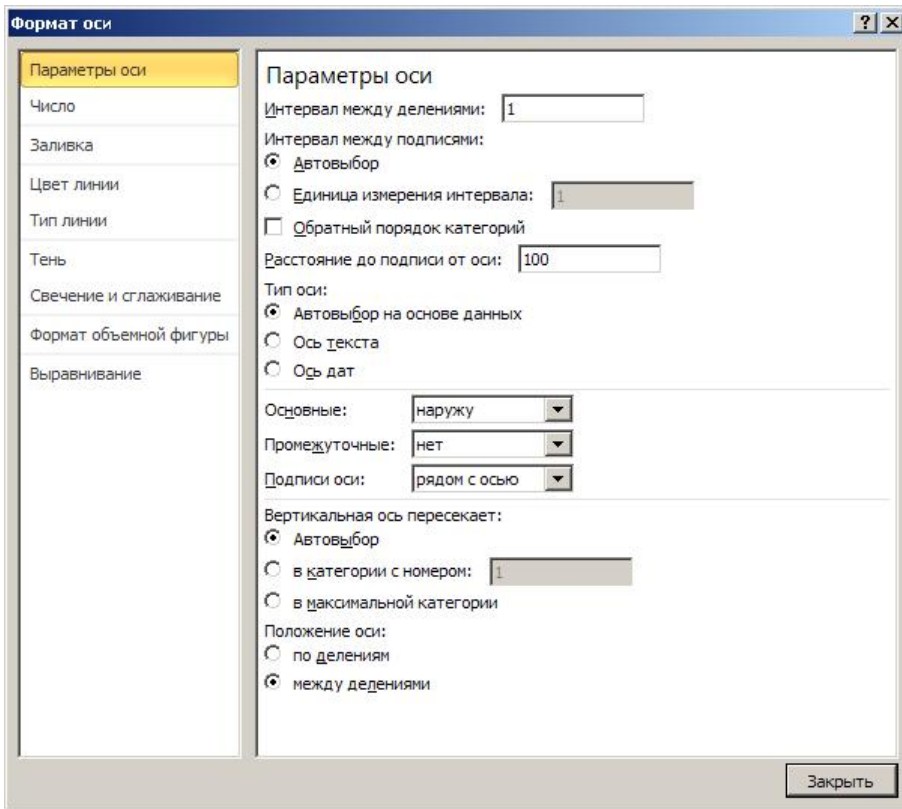 Формат оси
Параметры оси
Число
Заливка
Цвет линии
Тип линии
Тень
Свечение и сглаживание
Формат объемной фигуры
Выравнивание
Параметры оси
Интервал между делениями: 1
Интервал между подписями:
Автовыбор
Единица измерения интервала: 1
Обратный порядок категорий
Расстояние до подписи от оси: 100
Тип оси:
Автовыбор на основе данных
Ось текста
Ось дат
Основные: наружу
Промежуточные: нет
Подписи оси: рядом с осью
Вертикальная ось пересекает:
Автовыбор
в категории с номером: 1
в максимальной категории
Положение оси:
по делениям
между делениями
Закрыть